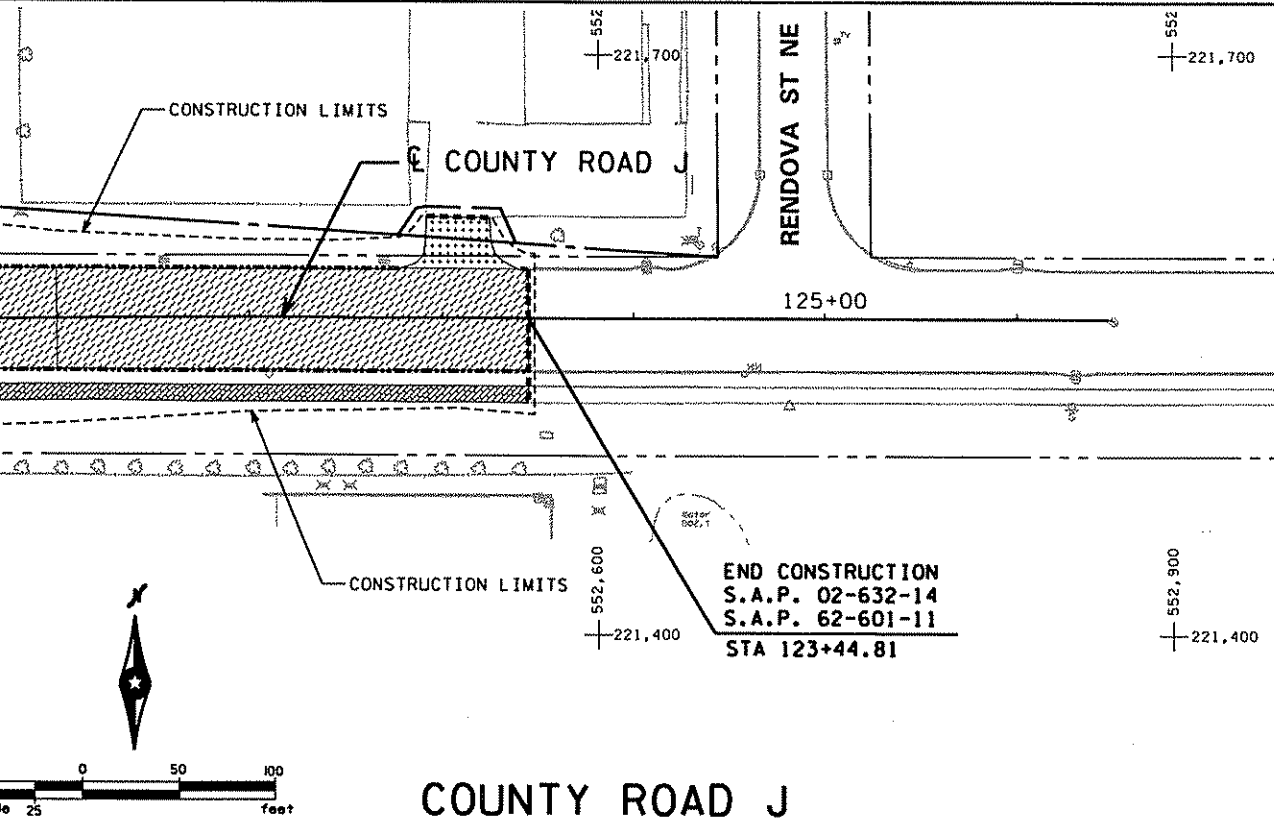 552
221,700
RENDOVA ST NE
552
221,700
CONSTRUCTION LIMITS
℄ COUNTY ROAD J
125+00
CONSTRUCTION LIMITS
552,600
221,400
END CONSTRUCTION
S.A.P. 02-632-14
S.A.P. 62-601-11
STA 123+44.81
552,900
221,400
N
0 50 100
25 feet
COUNTY ROAD J